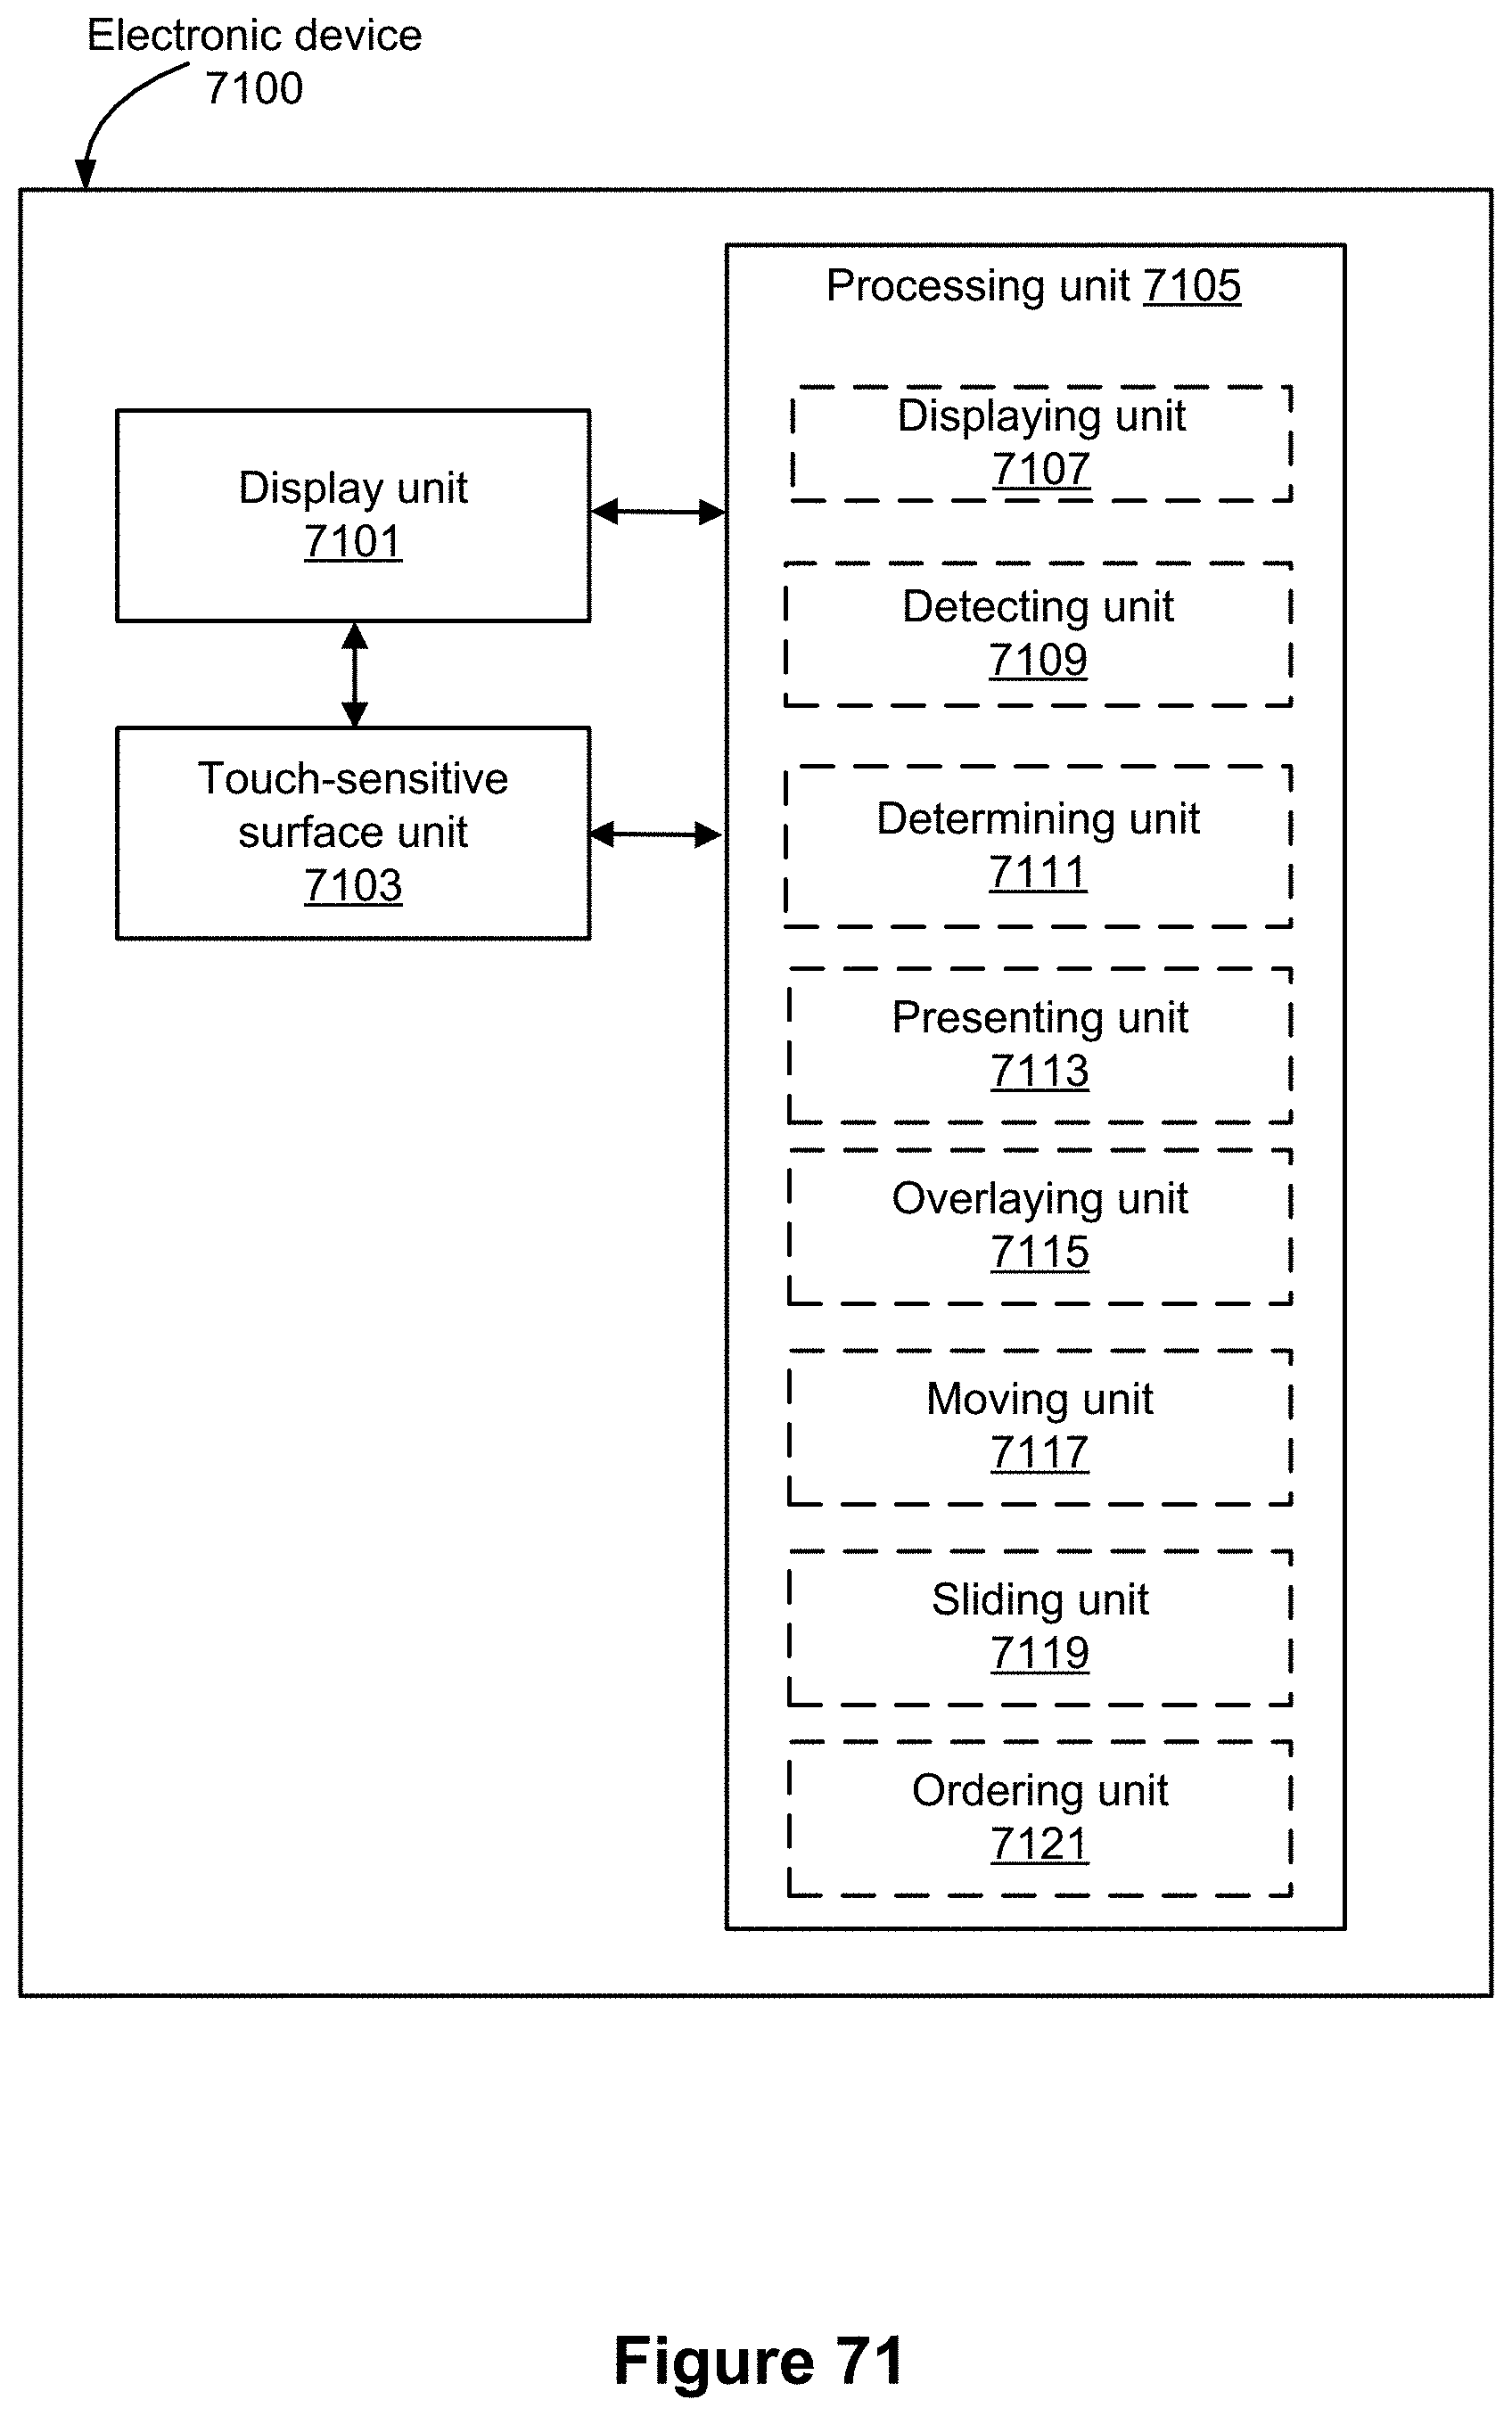 Electronic device
7100
Processing unit 7105
Display unit
7101
Touch-sensitive
surface unit
7103
Displaying unit
7107
Detecting unit
7109
Determining unit
7111
Presenting unit
7113
Overlaying unit
7115
Moving unit
7117
Sliding unit
7119
Ordering unit
7121
Figure 71